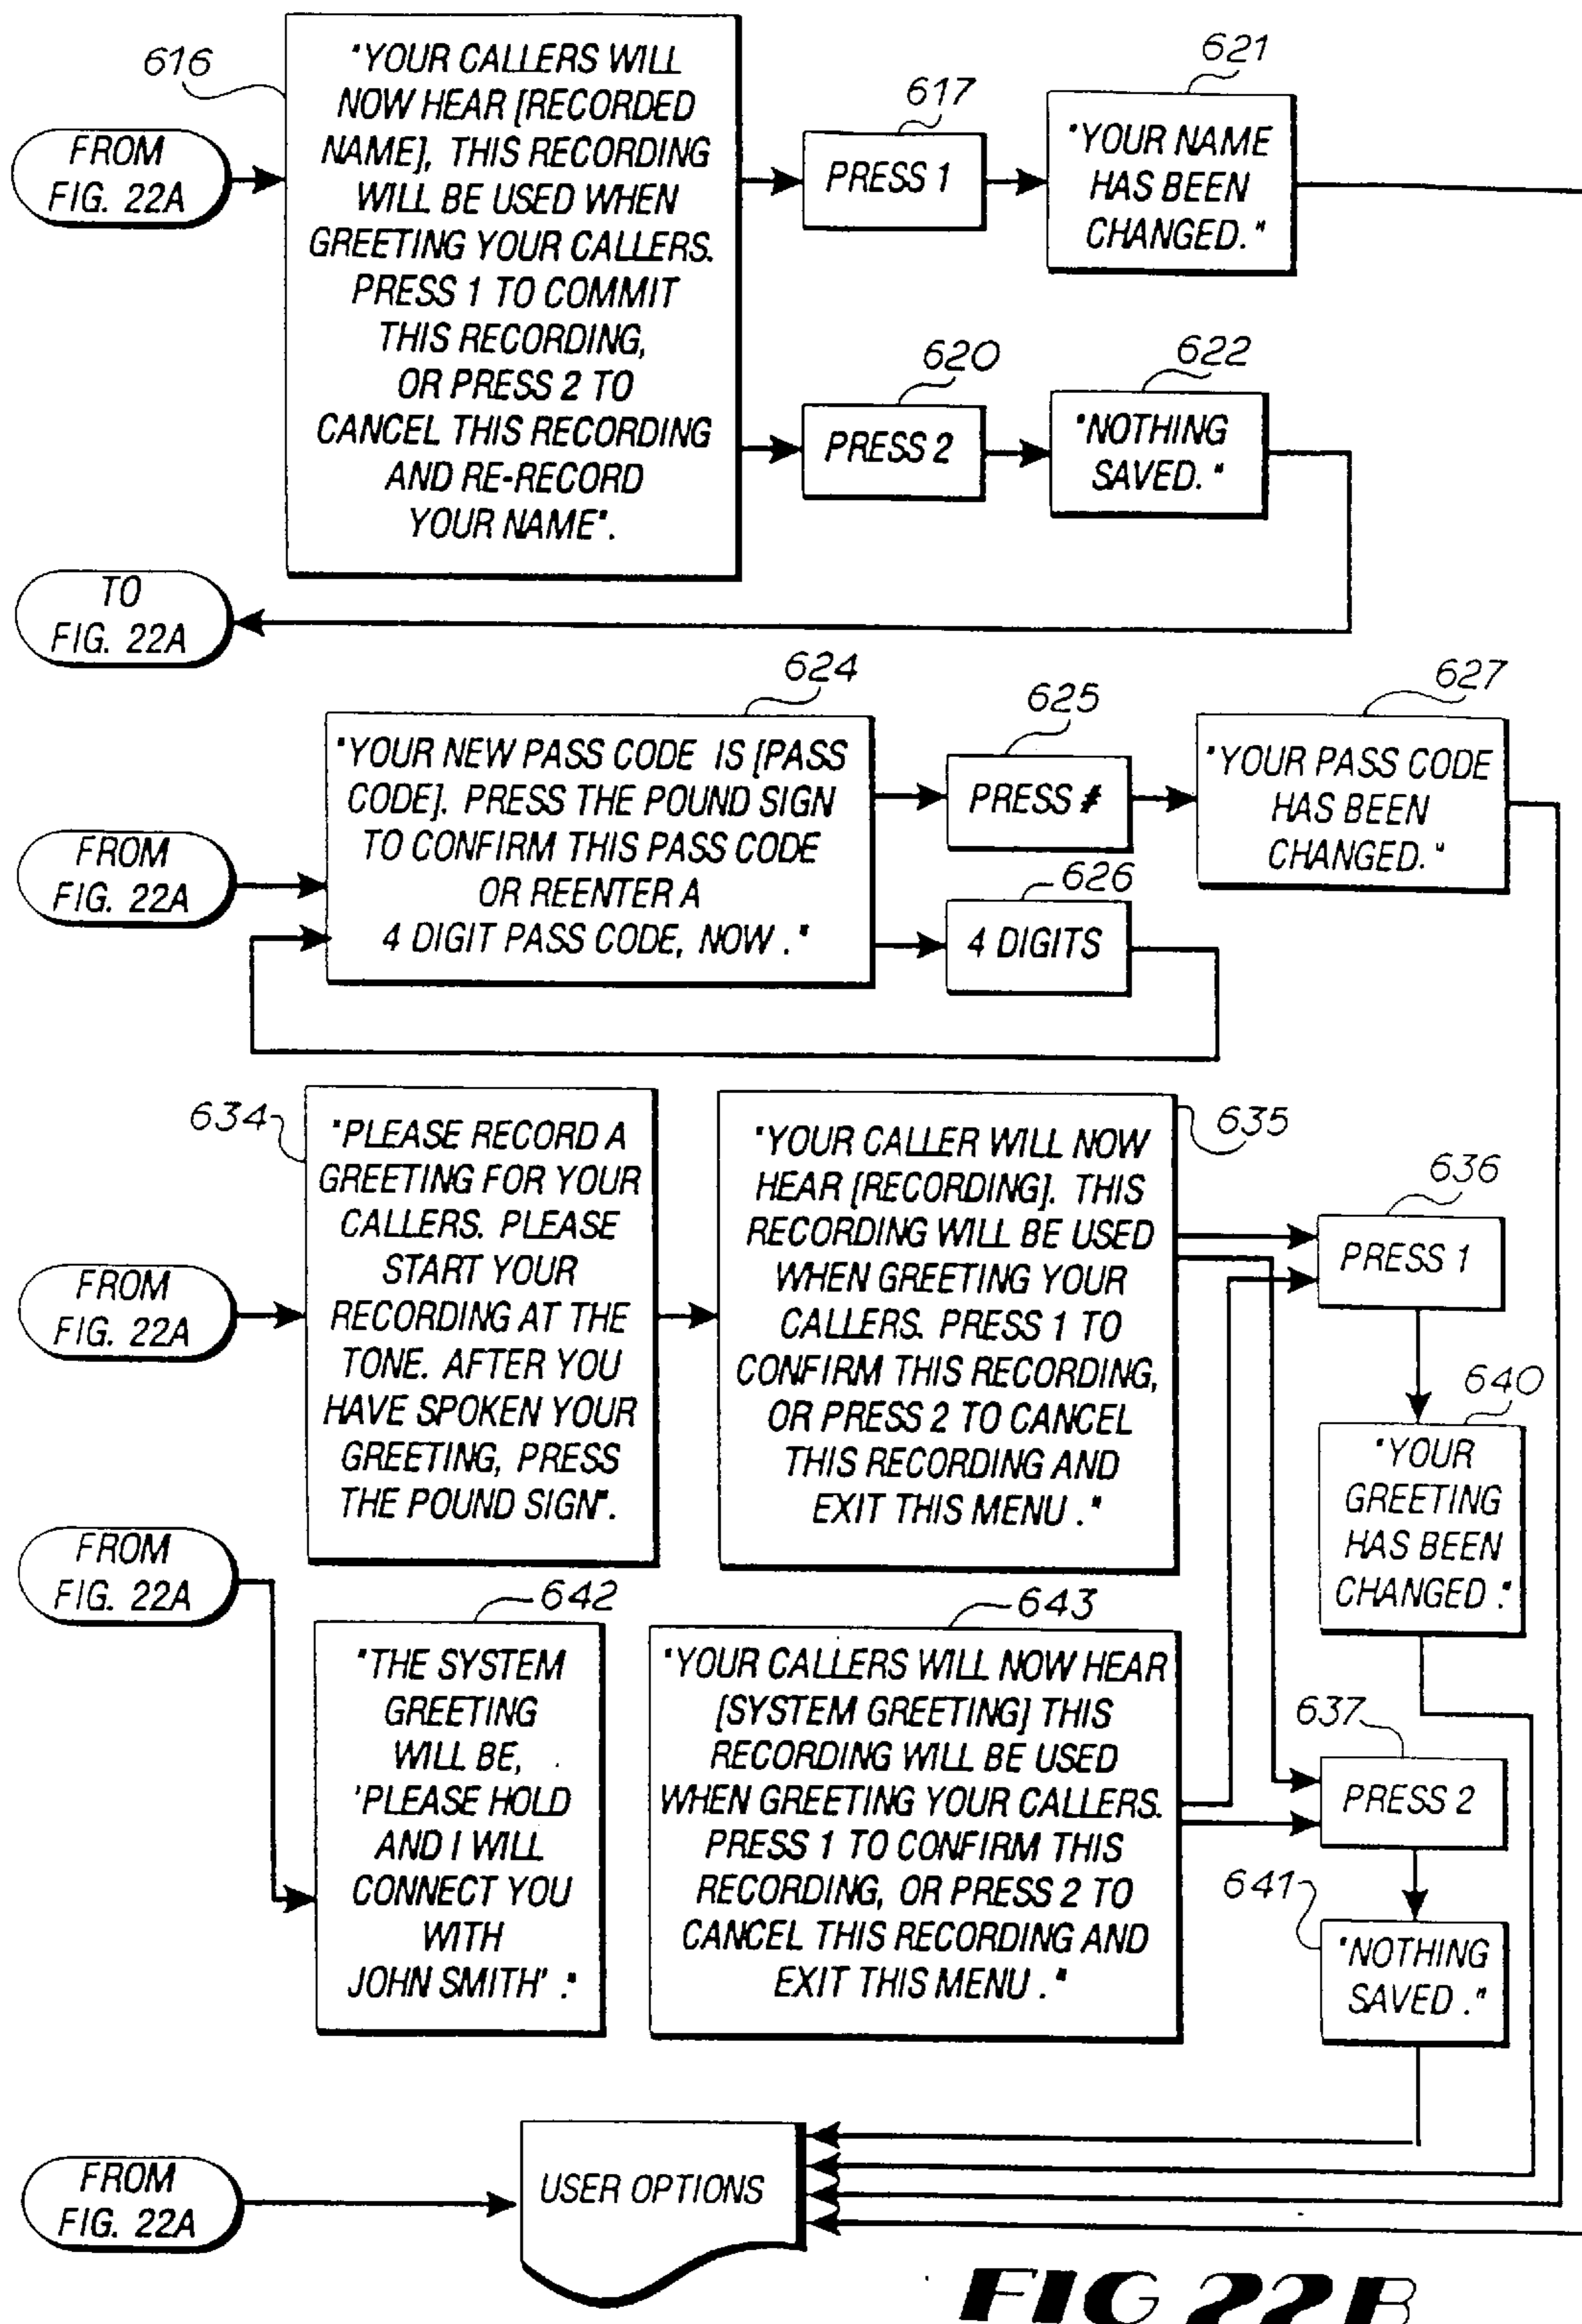 616
"YOUR CALLERS WILL
NOW HEAR [RECORDED
NAME], THIS RECORDING
WILL BE USED WHEN
GREETING YOUR CALLERS.
PRESS 1 TO COMMIT
THIS RECORDING,
OR PRESS 2 TO
CANCEL THIS RECORDING
AND RE-RECORD
YOUR NAME".
FROM
FIG. 22A
617
PRESS 1
621
"YOUR NAME
HAS BEEN
CHANGED."
620
PRESS 2
622
"NOTHING
SAVED."
TO
FIG. 22A
624
"YOUR NEW PASS CODE IS [PASS
CODE]. PRESS THE POUND SIGN
TO CONFIRM THIS PASS CODE
OR REENTER A
4 DIGIT PASS CODE, NOW ."
FROM
FIG. 22A
625
PRESS #
627
"YOUR PASS CODE
HAS BEEN
CHANGED."
626
4 DIGITS
634
"PLEASE RECORD A
GREETING FOR YOUR
CALLERS. PLEASE
START YOUR
RECORDING AT THE
TONE. AFTER YOU
HAVE SPOKEN YOUR
GREETING, PRESS
THE POUND SIGN".
FROM
FIG. 22A
635
"YOUR CALLER WILL NOW
HEAR [RECORDING]. THIS
RECORDING WILL BE USED
WHEN GREETING YOUR
CALLERS. PRESS 1 TO
CONFIRM THIS RECORDING,
OR PRESS 2 TO CANCEL
THIS RECORDING AND
EXIT THIS MENU ."
636
PRESS 1
640
"YOUR
GREETING
HAS BEEN
CHANGED ."
FROM
FIG. 22A
642
"THE SYSTEM
GREETING
WILL BE,
'PLEASE HOLD
AND I WILL
CONNECT YOU
WITH
JOHN SMITH' ."
643
"YOUR CALLERS WILL NOW HEAR
[SYSTEM GREETING] THIS
RECORDING WILL BE USED
WHEN GREETING YOUR CALLERS.
PRESS 1 TO CONFIRM THIS
RECORDING, OR PRESS 2 TO
CANCEL THIS RECORDING AND
EXIT THIS MENU ."
637
PRESS 2
641
"NOTHING
SAVED ."
FROM
FIG. 22A
USER OPTIONS
FIG 22B